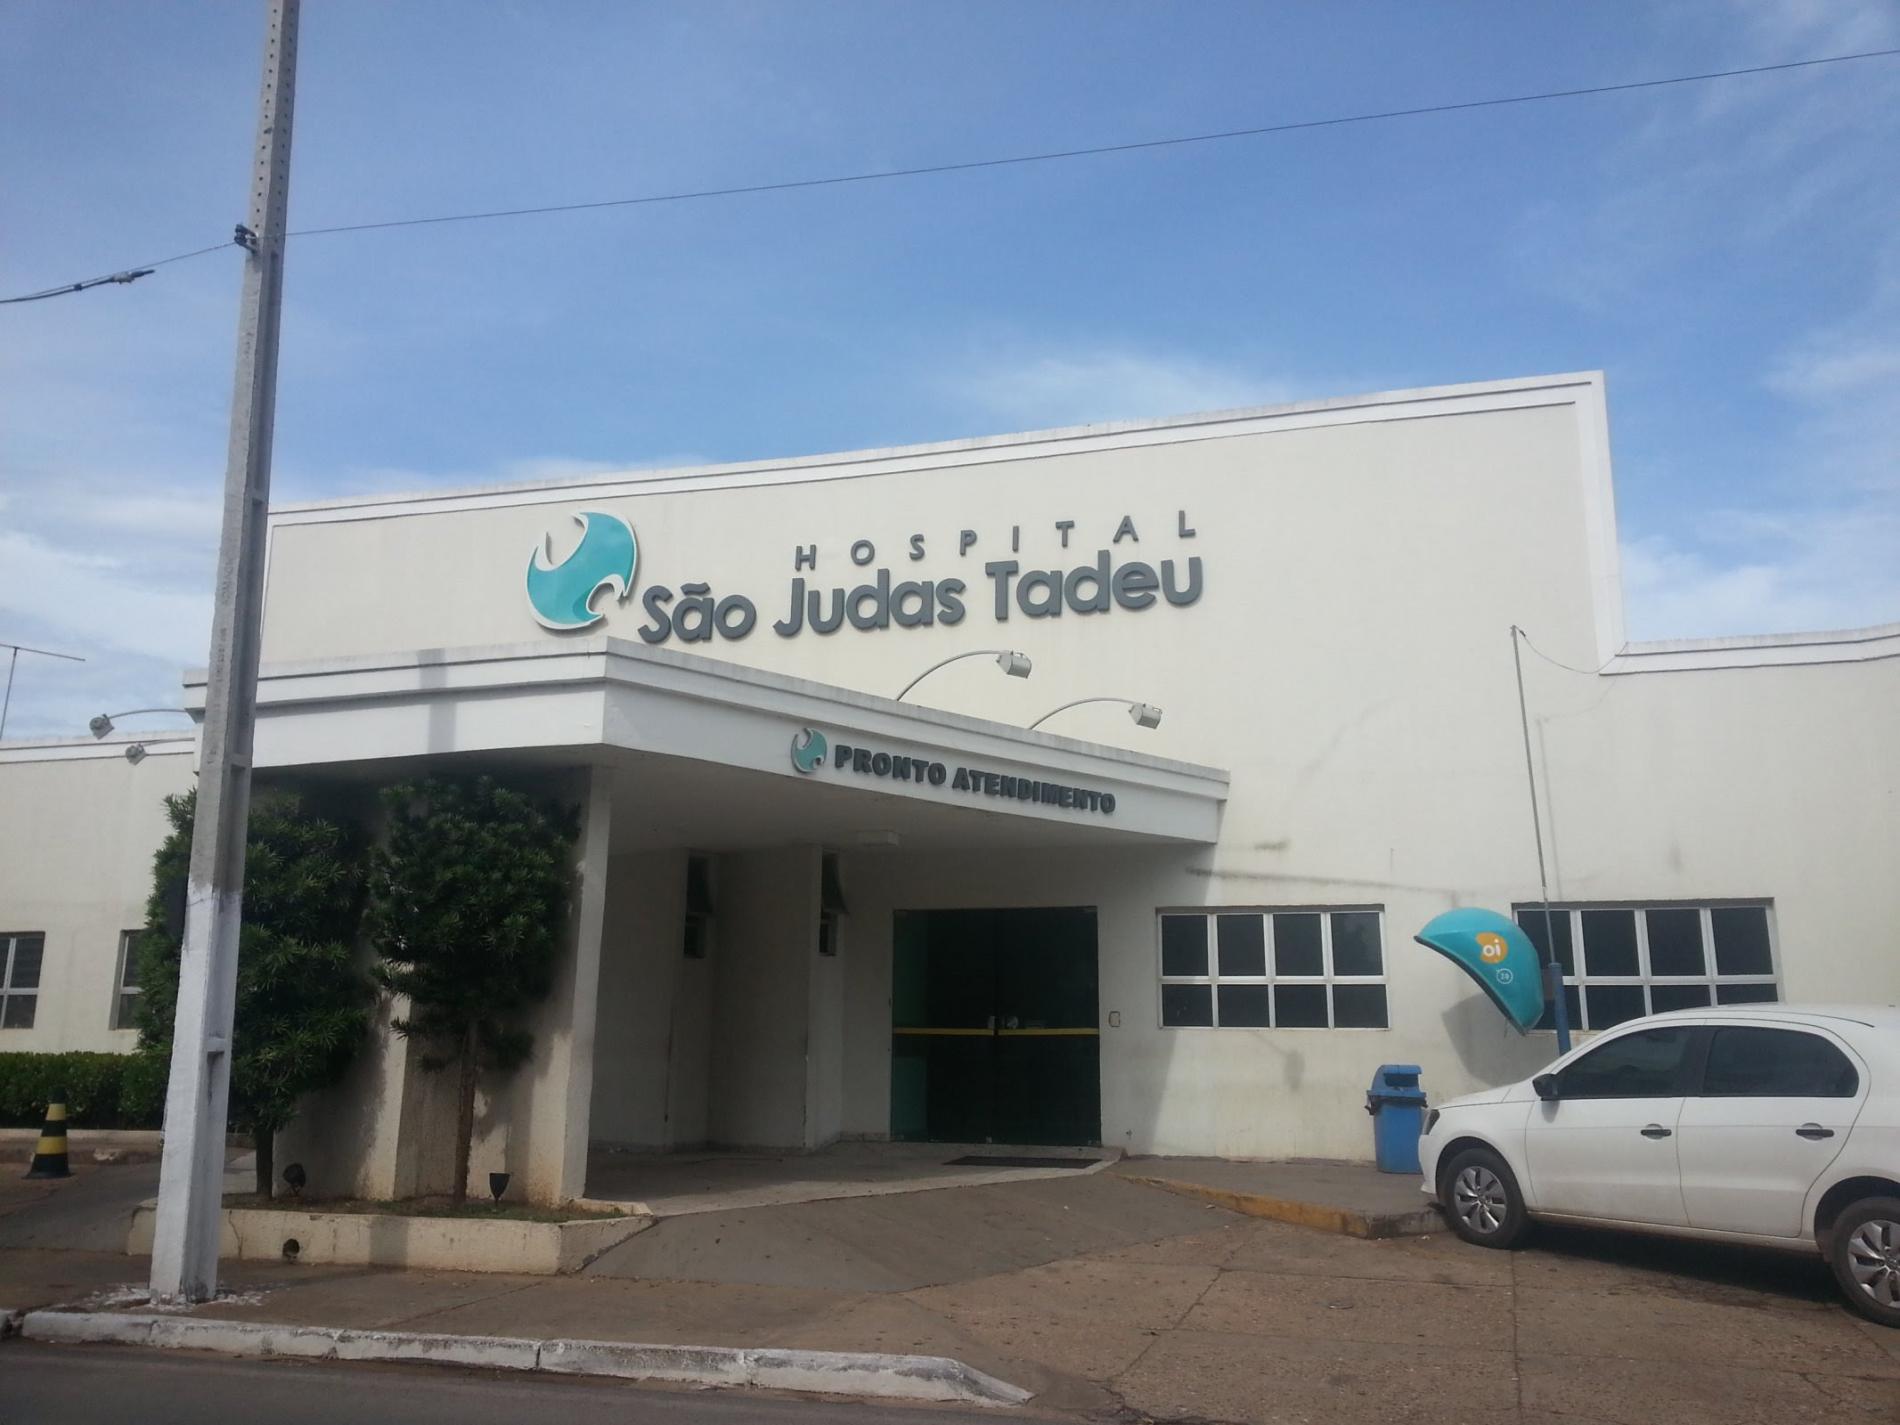 HOSPITAL
São Judas Tadeu
PRONTO ATENDIMENTO
oi